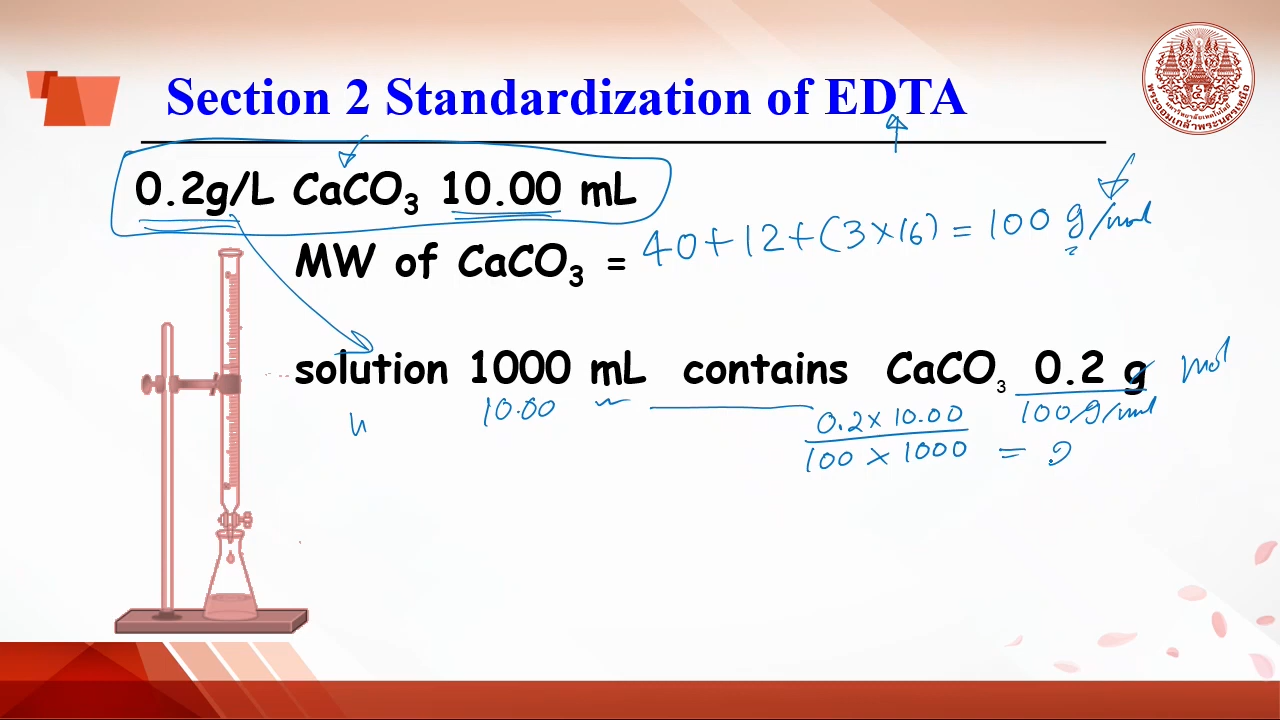 Section 2 Standardization of EDTA
0.2g/L CaCO₃ 10.00 mL
MW of CaCO₃ = 40+12+(3×16) = 100 g/mol
solution 1000 mL contains CaCO₃ 0.2 g mol
10.00 0.2 × 10.00 100 g/mol
100 × 1000 =